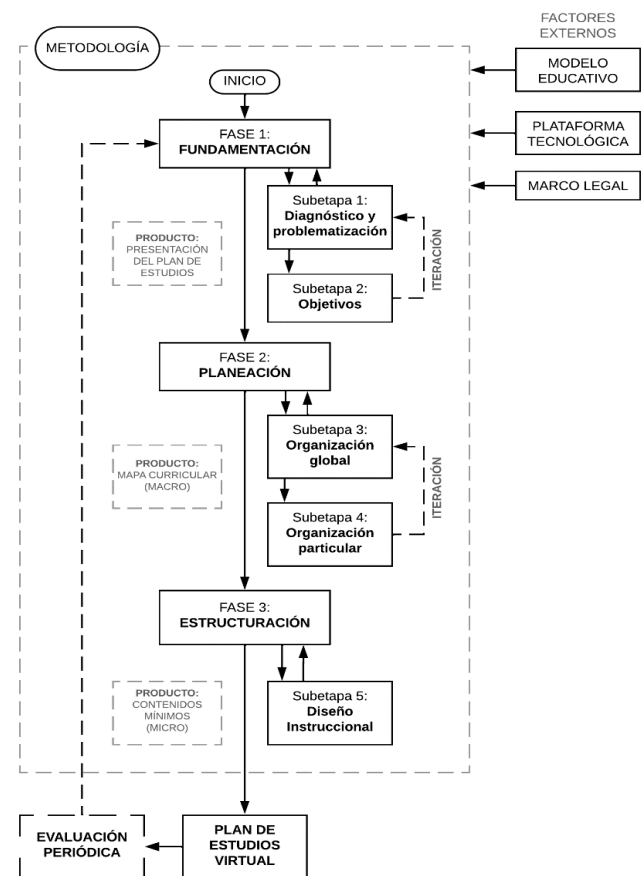 FACTORES
EXTERNOS
METODOLOGÍA
MODELO
EDUCATIVO
INICIO
PLATAFORMA
TECNOLÓGICA
FASE 1:
FUNDAMENTACIÓN
MARCO LEGAL
Subetapa 1:
Diagnóstico y
problematización
PRODUCTO:
PRESENTACIÓN
DEL PLAN DE
ESTUDIOS
ITERACIÓN
Subetapa 2:
Objetivos
FASE 2:
PLANEACIÓN
Subetapa 3:
Organización
global
PRODUCTO:
MAPA CURRICULAR
(MACRO)
ITERACIÓN
Subetapa 4:
Organización
particular
FASE 3:
ESTRUCTURACIÓN
PRODUCTO:
CONTENIDOS
MÍNIMOS
(MICRO)
Subetapa 5:
Diseño
Instruccional
EVALUACIÓN
PERIÓDICA
PLAN DE
ESTUDIOS
VIRTUAL